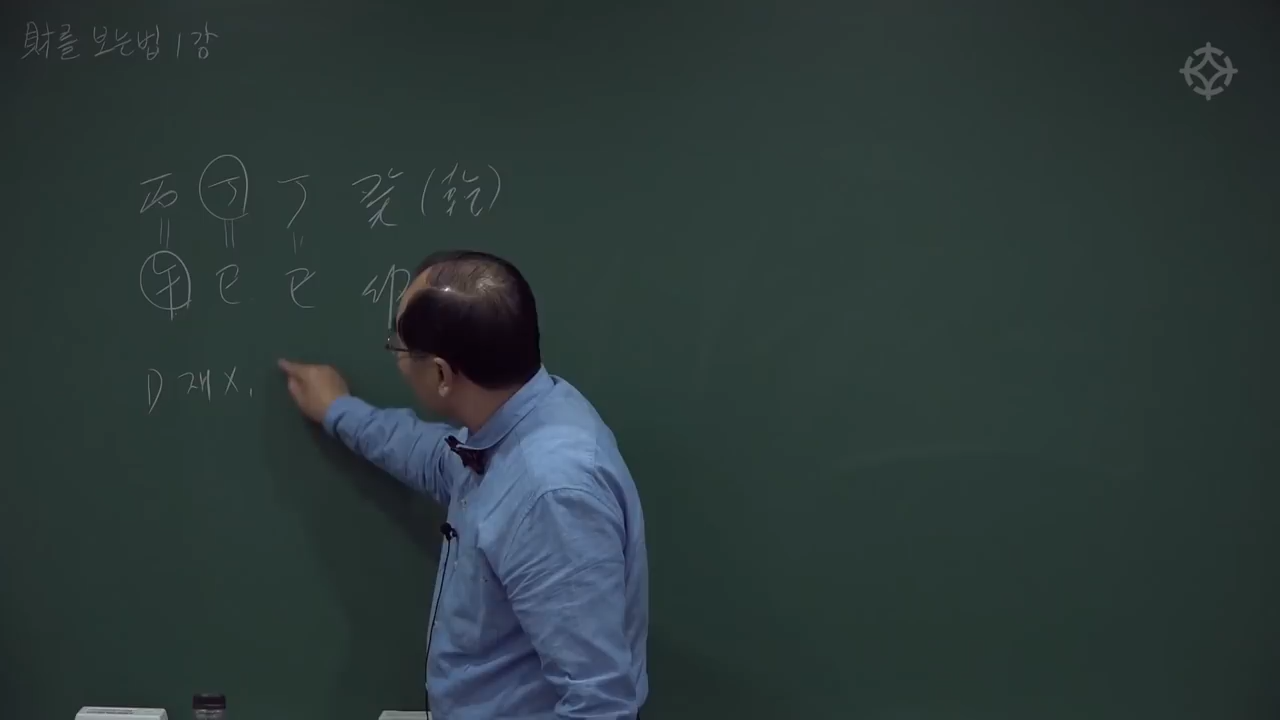 財를 보는법 1강
丙 丁 丁 癸 (乾)
午 巳 巳 卯
1) 재 X,